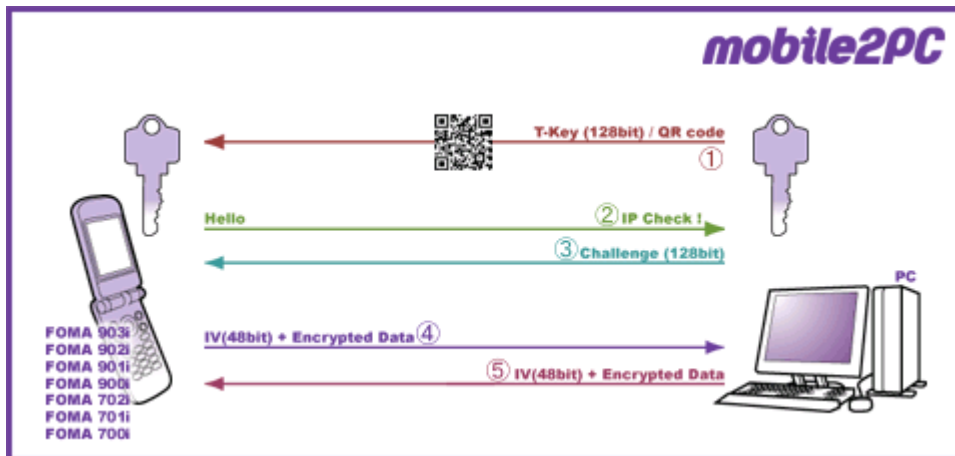 mobile2PC
T-Key (128bit) / QR code
①
Hello
② IP Check !
③ Challenge (128bit)
PC
FOMA 903i
FOMA 902i
FOMA 901i
FOMA 900i
FOMA 702i
FOMA 701i
FOMA 700i
IV(48bit) + Encrypted Data ④
⑤ IV(48bit) + Encrypted Data